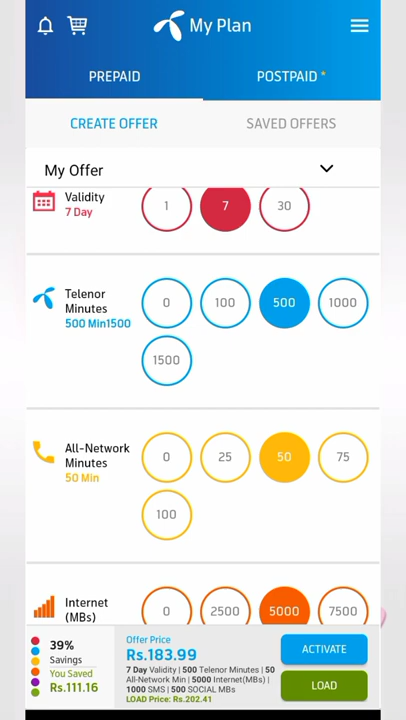 My Plan
PREPAID
POSTPAID *
CREATE OFFER
SAVED OFFERS
My Offer
Validity
7 Day
1
7
30
Telenor
Minutes
500 Min1500
0
100
500
1000
1500
All-Network
Minutes
50 Min
0
25
50
75
100
Internet
(MBs)
0
2500
5000
7500
39%
Savings
You Saved
Rs.111.16
Offer Price
Rs.183.99
7 Day Validity | 500 Telenor Minutes | 50
All-Network Min | 5000 Internet(MBs) |
1000 SMS | 500 SOCIAL MBs
LOAD Price: Rs.202.41
ACTIVATE
LOAD